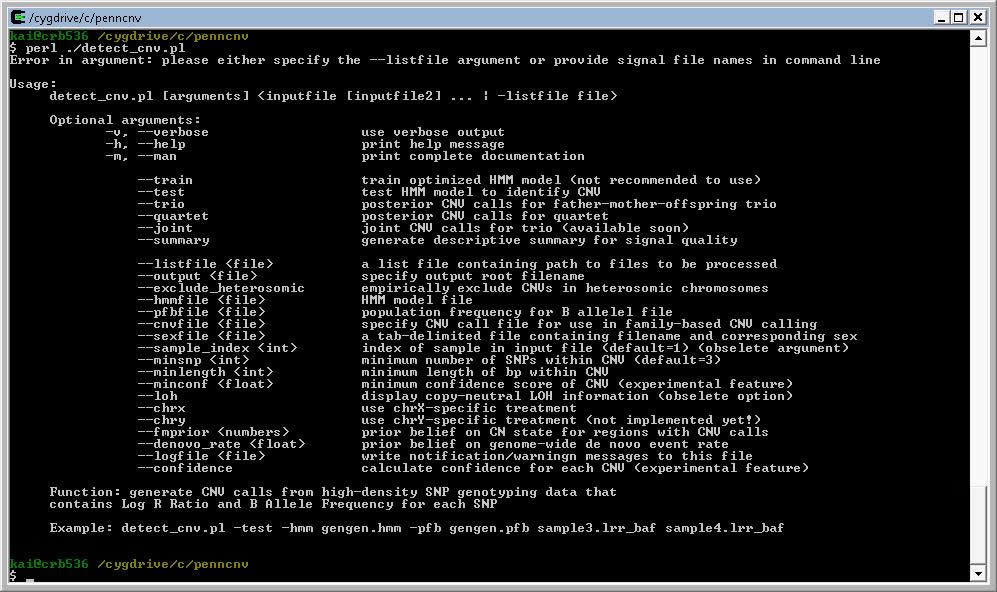 /cygdrive/c/penncnv
kai@crb536 /cygdrive/c/penncnv
$ perl ./detect_cnv.pl
Error in argument: please either specify the --listfile argument or provide signal file names in command line
Usage:
detect_cnv.pl [arguments] <inputfile [inputfile2] ... | -listfile file>
Optional arguments:
-v, --verbose use verbose output
-h, --help print help message
-m, --man print complete documentation
--train train optimized HMM model (not recommended to use)
--test test HMM model to identify CNV
--trio posterior CNV calls for father-mother-offspring trio
--quartet posterior CNV calls for quartet
--joint joint CNV calls for trio (available soon)
--summary generate descriptive summary for signal quality
--listfile <file> a list file containing path to files to be processed
--output <file> specify output root filename
--exclude_heterosomic empirically exclude CNVs in heterosomic chromosomes
--hmmfile <file> HMM model file
--pfbfile <file> population frequency for B allelel file
--cnvfile <file> specify CNV call file for use in family-based CNV calling
--sexfile <file> a tab-delimited file containing filename and corresponding sex
--sample_index <int> index of sample in input file (default=1) (obselete argument)
--minsnp <int> minimum number of SNPs within CNV (default=3)
--minlength <int> minimum length of bp within CNV
--minconf <float> minimum confidence score of CNV (experimental feature)
--loh display copy-neutral LOH information (obselete option)
--chrx use chrX-specific treatment
--chry use chrY-specific treatment (not implemented yet!)
--fmprior <numbers> prior belief on CN state for regions with CNV calls
--denovo_rate <float> prior belief on genome-wide de novo event rate
--logfile <file> write notification/warningn messages to this file
--confidence calculate confidence for each CNV (experimental feature)
Function: generate CNV calls from high-density SNP genotyping data that
contains Log R Ratio and B Allele Frequency for each SNP
Example: detect_cnv.pl -test -hmm gengen.hmm -pfb gengen.pfb sample3.lrr_baf sample4.lrr_baf
kai@crb536 /cygdrive/c/penncnv
$ _